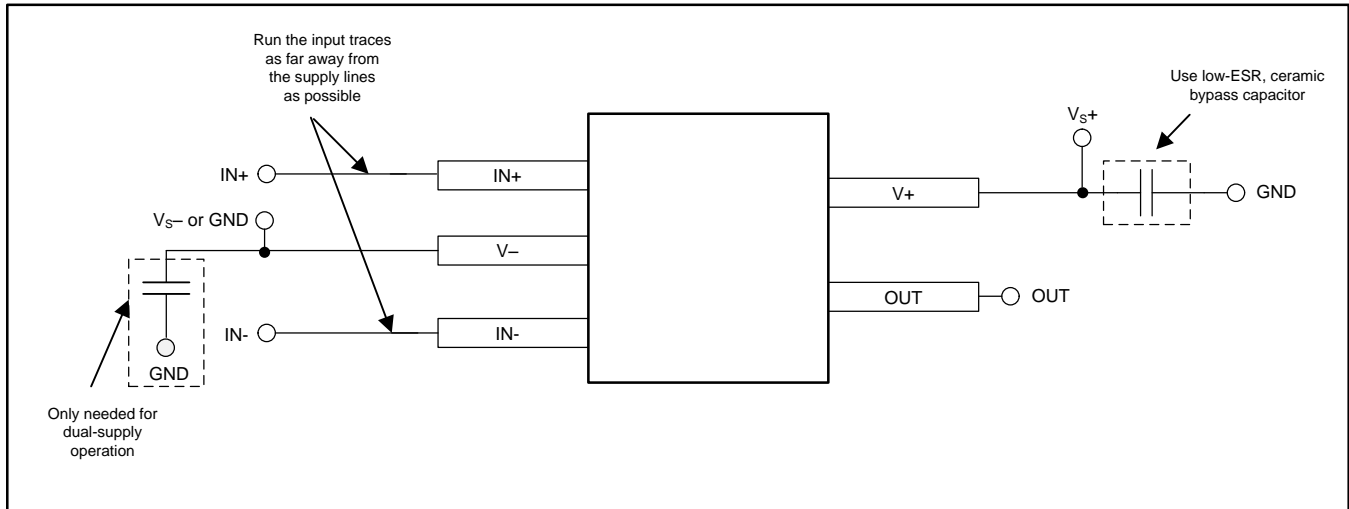 Run the input traces
as far away from
the supply lines
as possible
Use low-ESR, ceramic
bypass capacitor
VS+
IN+
IN+
V+
GND
VS– or GND
V–
OUT
OUT
IN-
IN-
GND
Only needed for
dual-supply
operation